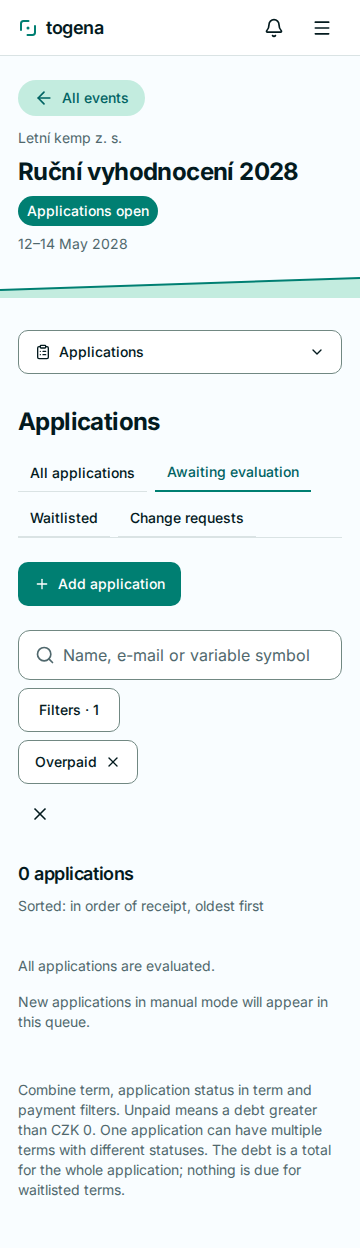 togena
All events
Letní kemp z. s.
Ruční vyhodnocení 2028
Applications open
12–14 May 2028
Applications
Applications
All applications
Awaiting evaluation
Waitlisted
Change requests
Add application
Name, e-mail or variable symbol
Filters · 1
Overpaid
0 applications
Sorted: in order of receipt, oldest first
All applications are evaluated.
New applications in manual mode will appear in
this queue.
Combine term, application status in term and
payment filters. Unpaid means a debt greater
than CZK 0. One application can have multiple
terms with different statuses. The debt is a total
for the whole application; nothing is due for
waitlisted terms.